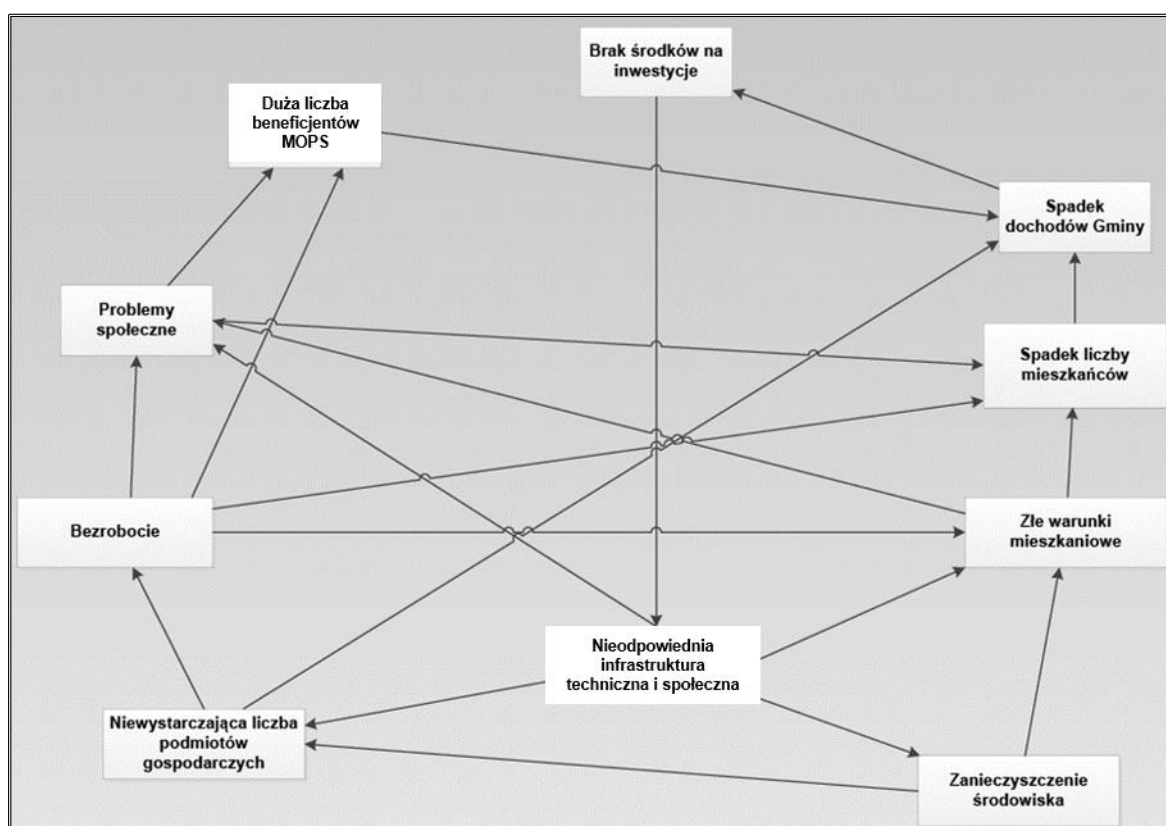 Brak środków na
inwestycje
Duża liczba
beneficjentów
MOPS
Spadek
dochodów Gminy
Problemy
społeczne
Spadek liczby
mieszkańców
Bezrobocie
Złe warunki
mieszkaniowe
Nieodpowiednia
infrastruktura
techniczna i społeczna
Niewystarczająca liczba
podmiotów
gospodarczych
Zanieczyszczenie
środowiska